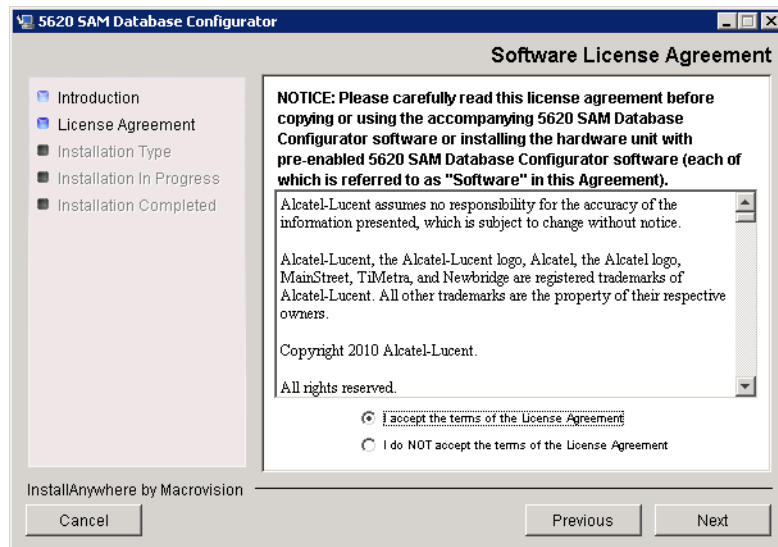 5620 SAM Database Configurator
Software License Agreement
Introduction
License Agreement
Installation Type
Installation In Progress
Installation Completed
NOTICE: Please carefully read this license agreement before
copying or using the accompanying 5620 SAM Database
Configurator software or installing the hardware unit with
pre-enabled 5620 SAM Database Configurator software (each of
which is referred to as "Software" in this Agreement).
Alcatel-Lucent assumes no responsibility for the accuracy of the
information presented, which is subject to change without notice.
Alcatel-Lucent, the Alcatel-Lucent logo, Alcatel, the Alcatel logo,
MainStreet, TiMetra, and Newbridge are registered trademarks of
Alcatel-Lucent. All other trademarks are the property of their respective
owners.
Copyright 2010 Alcatel-Lucent.
All rights reserved.
I accept the terms of the License Agreement
I do NOT accept the terms of the License Agreement
InstallAnywhere by Macrovision
Cancel
Previous
Next